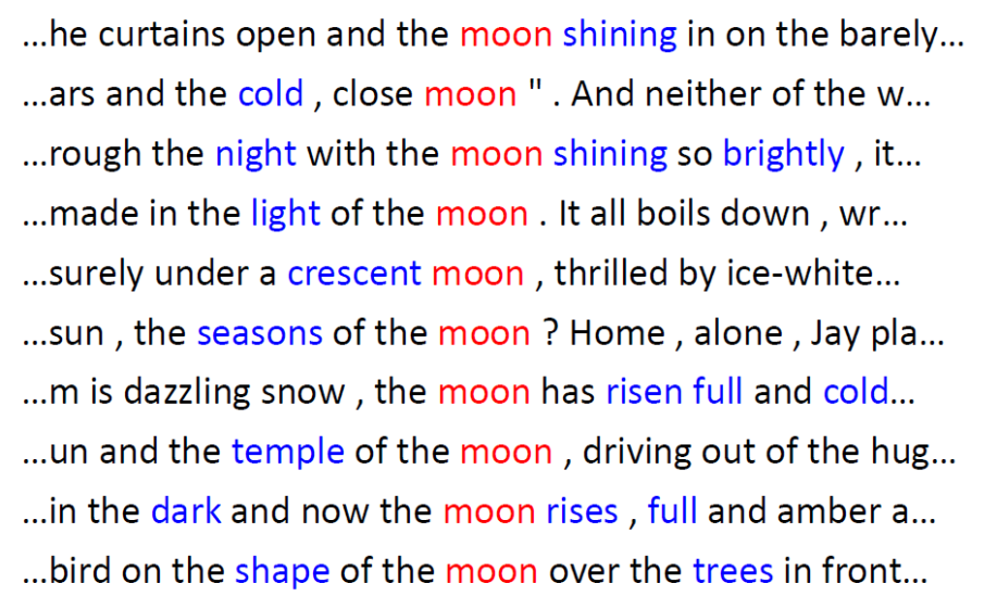 …he curtains open and the moon shining in on the barely…
…ars and the cold , close moon " . And neither of the w…
…rough the night with the moon shining so brightly , it…
…made in the light of the moon . It all boils down , wr…
…surely under a crescent moon , thrilled by ice-white…
…sun , the seasons of the moon ? Home , alone , Jay pla…
…m is dazzling snow , the moon has risen full and cold…
…un and the temple of the moon , driving out of the hug…
…in the dark and now the moon rises , full and amber a…
…bird on the shape of the moon over the trees in front…